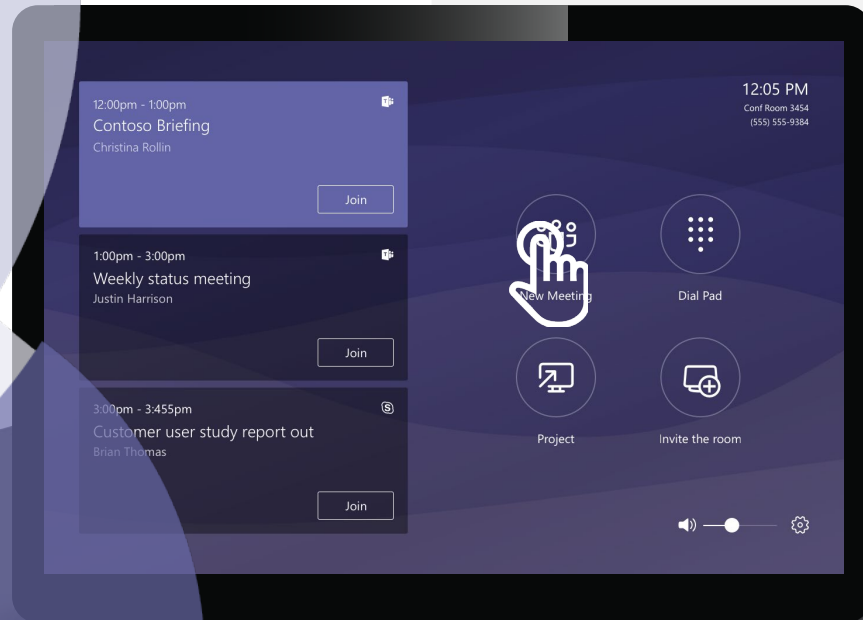 12:00pm - 1:00pm
Contoso Briefing
Christina Rollin
Join
1:00pm - 3:00pm
Weekly status meeting
Justin Harrison
Join
3:00pm - 3:455pm
Customer user study report out
Brian Thomas
Join
12:05 PM
Conf Room 3454
(555) 555-9384
New Meeting
Dial Pad
Project
Invite the room